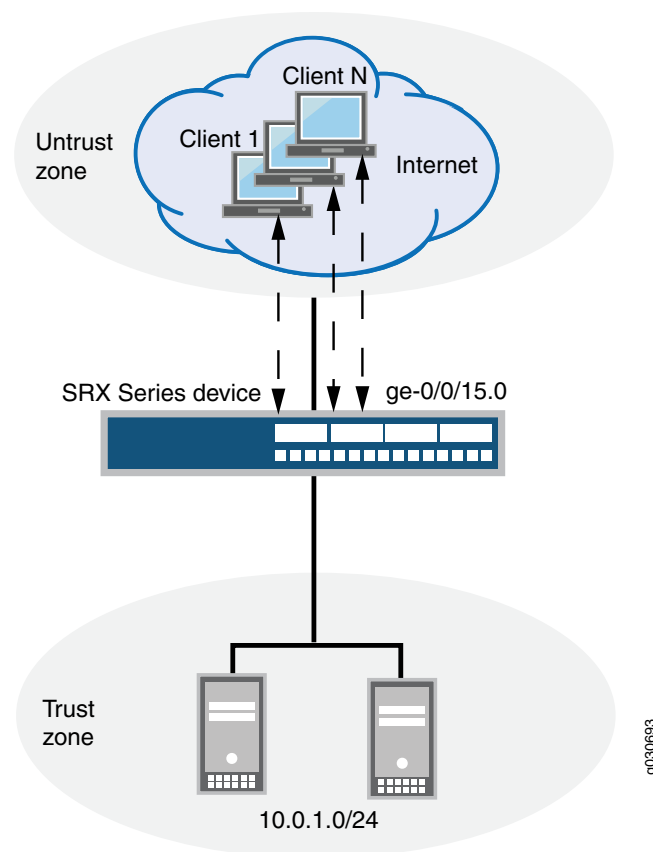 Client N
Client 1
Untrust
zone
Internet
SRX Series device
ge-0/0/15.0
Trust
zone
10.0.1.0/24
g030693